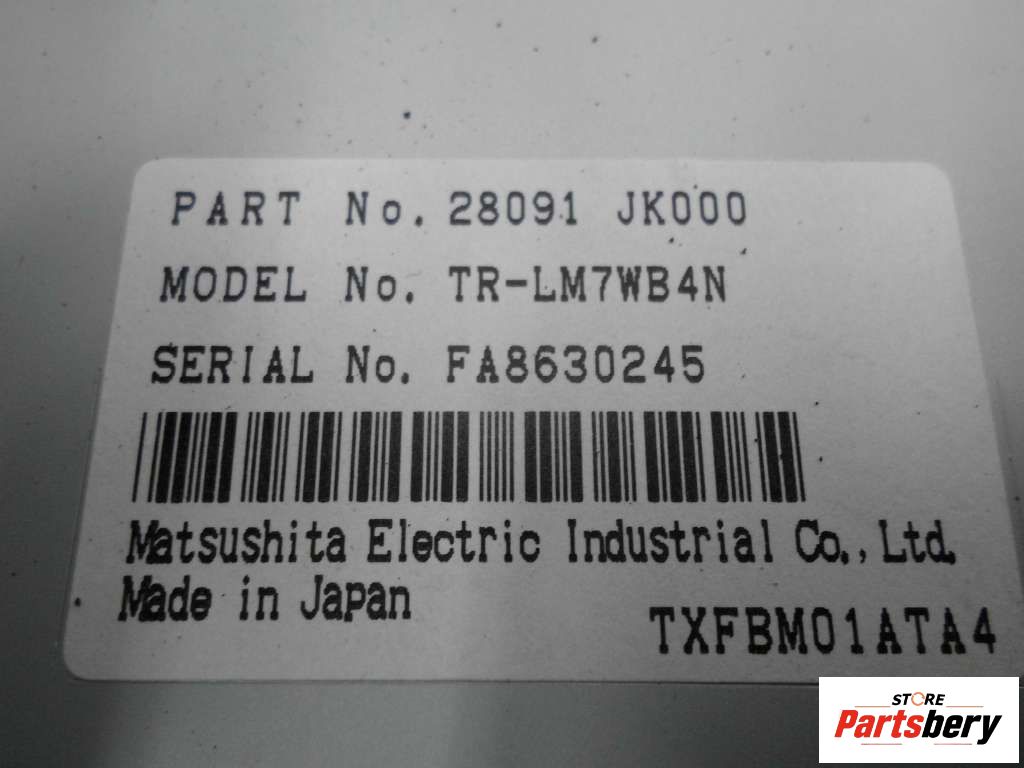 PART No. 28091 JK000
MODEL No. TR-LM7WB4N
SERIAL No. FA8630245
Matsushita Electric Industrial Co., Ltd.
Made in Japan
TXFBM01ATA4
STORE
Partsbery